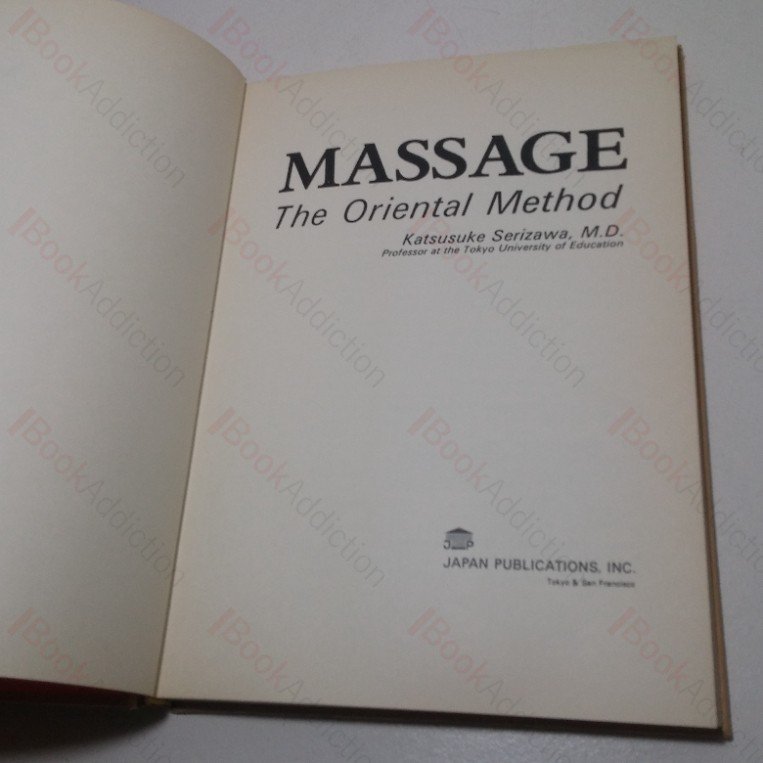 MASSAGE
The Oriental Method
Katsusuke Serizawa, M.D.
Professor at the Tokyo University of Education
J P
JAPAN PUBLICATIONS, INC.
Tokyo & San Francisco
BookAddiction